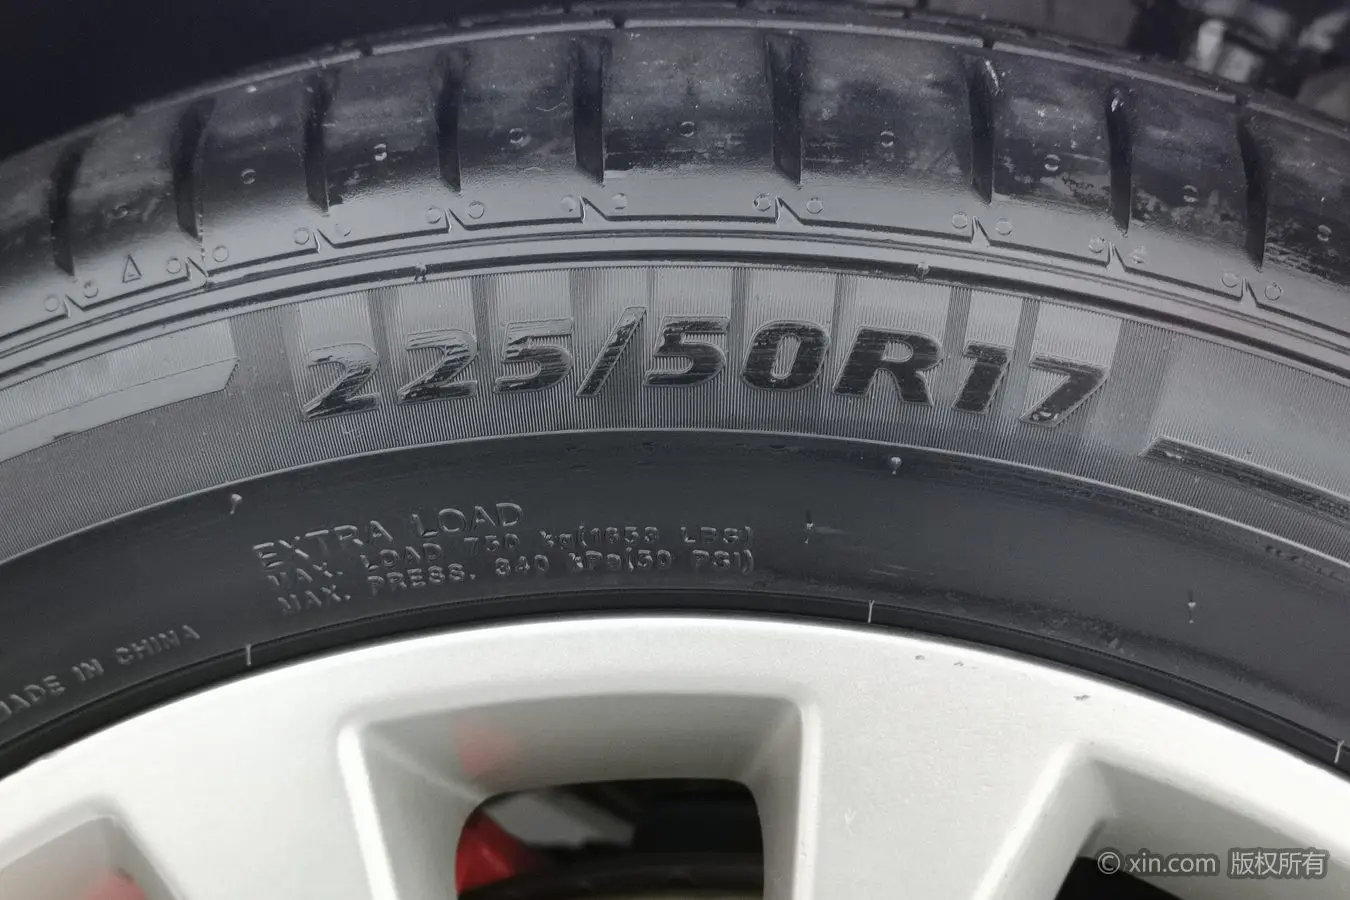 225/50R17
EXTRA LOAD
MAX. LOAD 750 kg(1653 LBS)
MAX. PRESS. 340 kPa(50 PSI)
MADE IN CHINA
© xin.com 版权所有